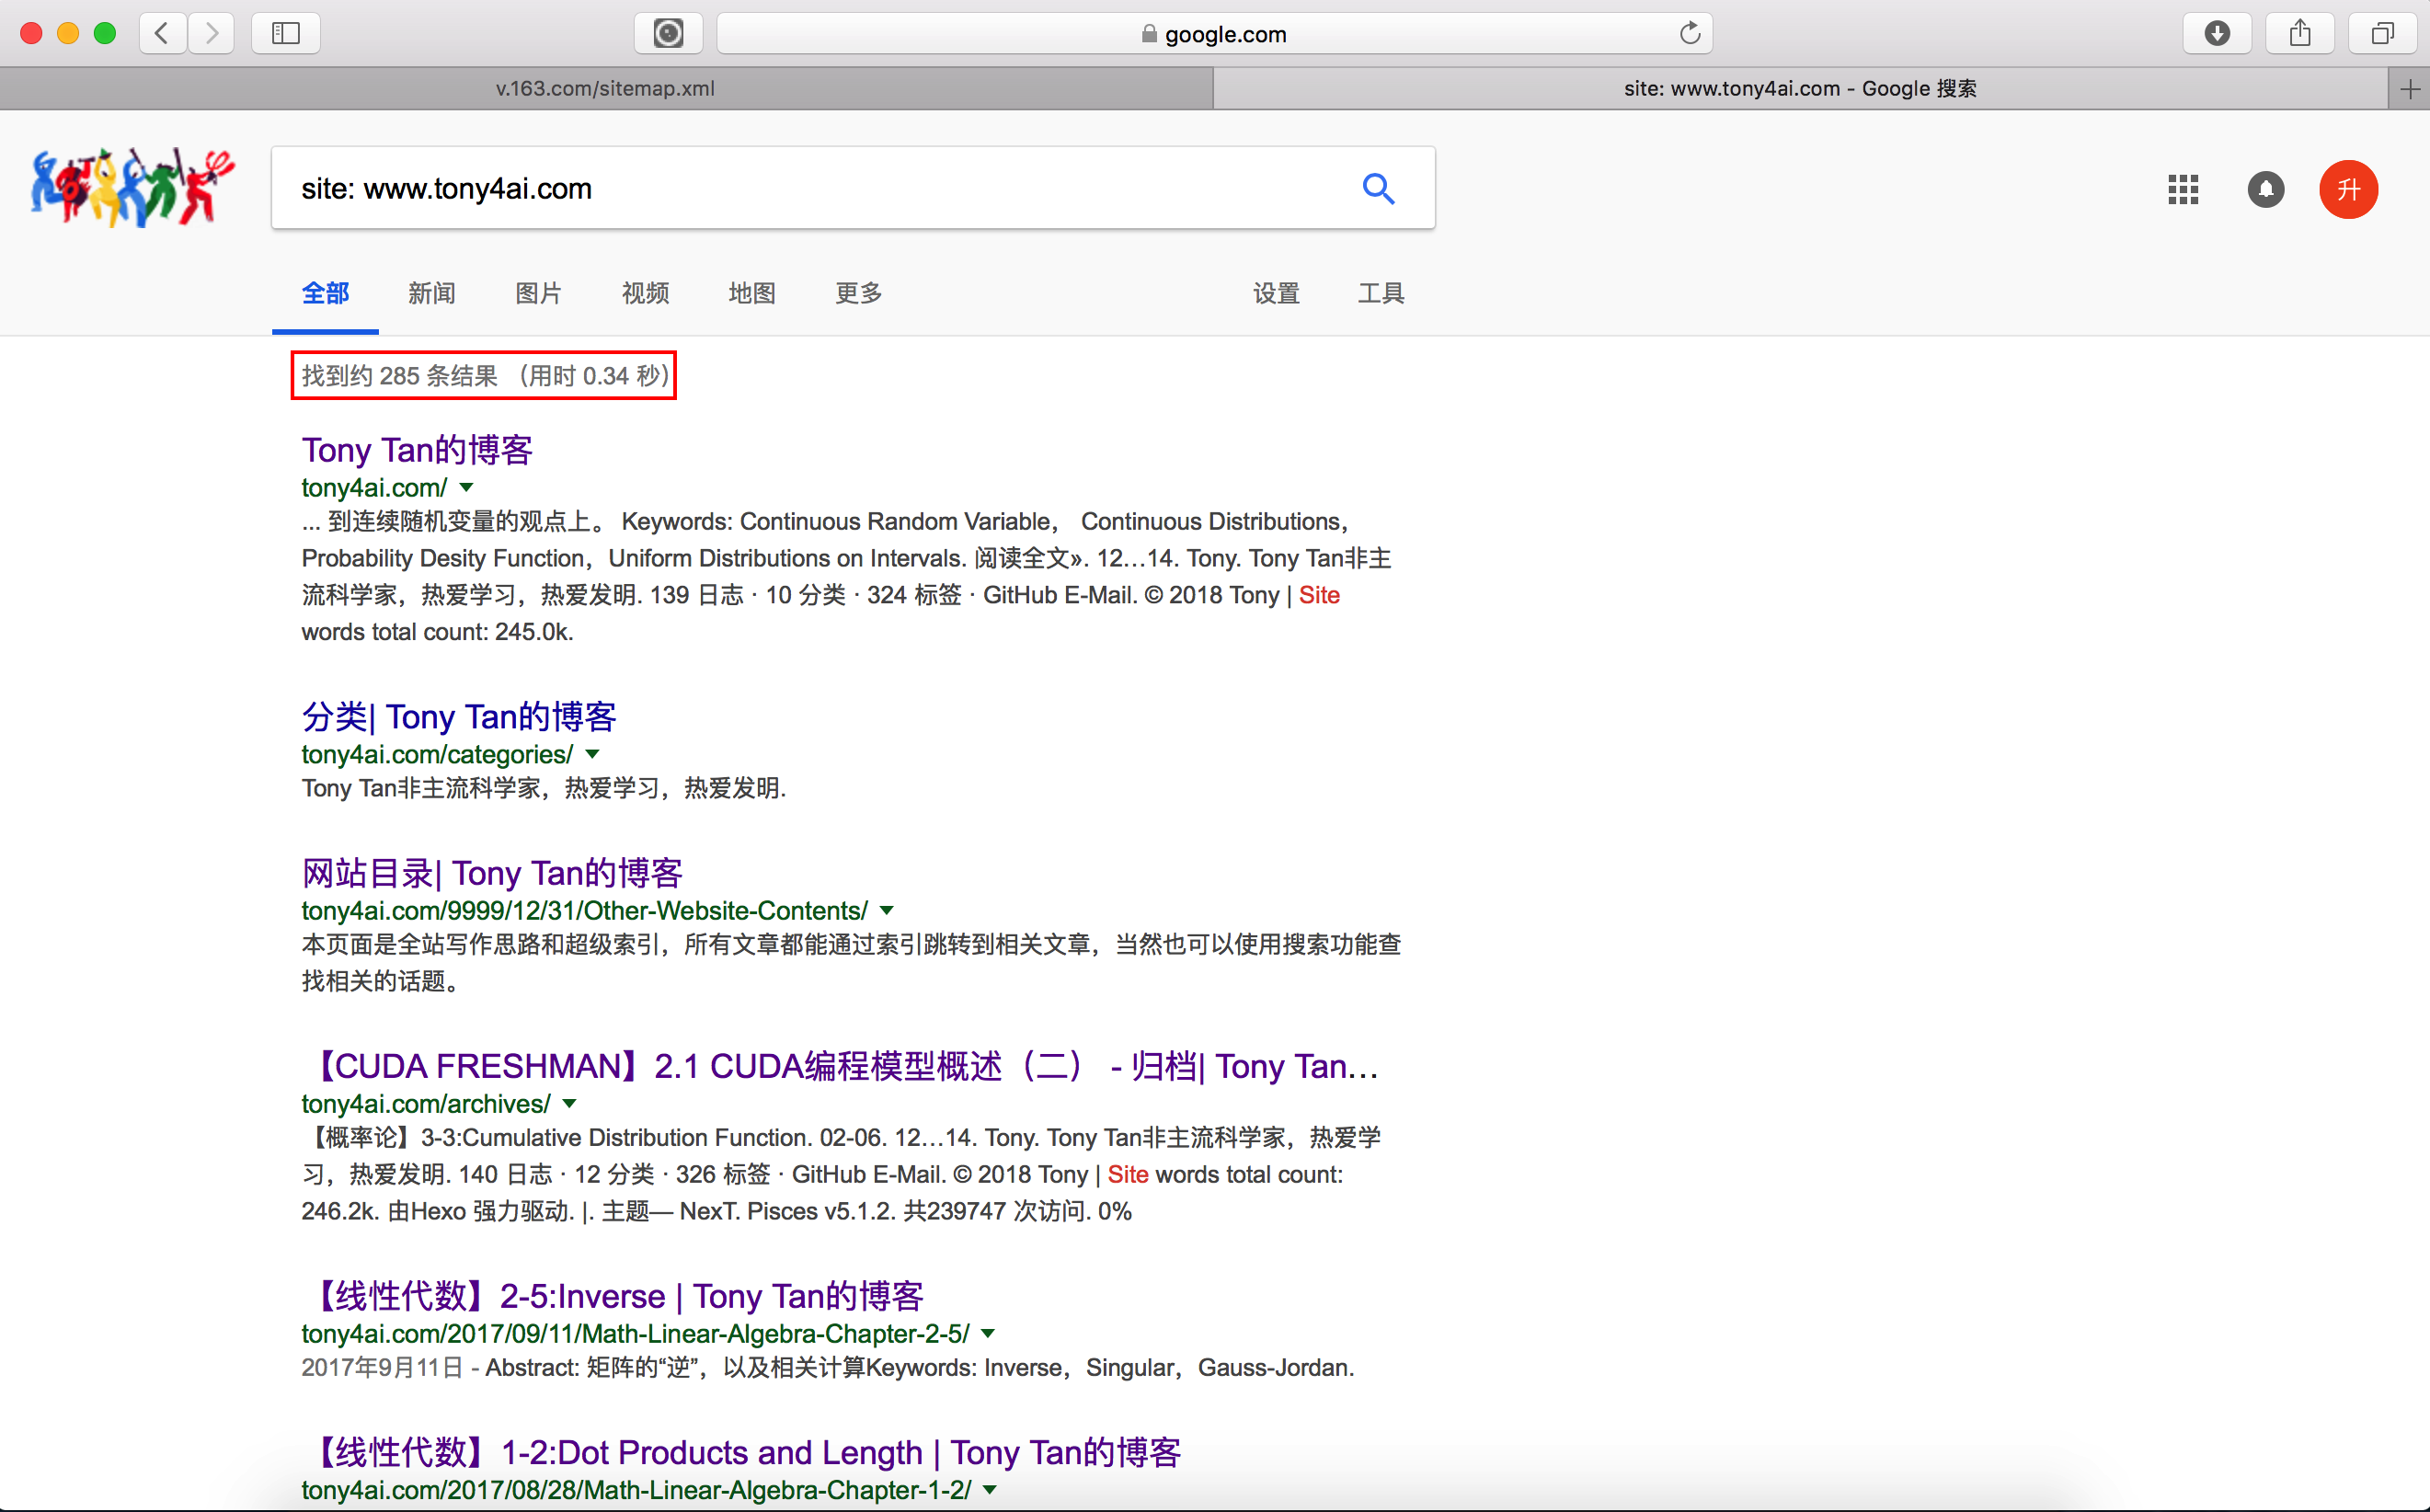 google.com
v.163.com/sitemap.xml
site: www.tony4ai.com - Google 搜索
site: www.tony4ai.com
升
全部 新闻 图片 视频 地图 更多 设置 工具
找到约 285 条结果 （用时 0.34 秒）
Tony Tan的博客
tony4ai.com/
... 到连续随机变量的观点上。 Keywords: Continuous Random Variable， Continuous Distributions，
Probability Desity Function，Uniform Distributions on Intervals. 阅读全文». 12…14. Tony. Tony Tan非主
流科学家，热爱学习，热爱发明. 139 日志 · 10 分类 · 324 标签 · GitHub E-Mail. © 2018 Tony | Site
words total count: 245.0k.
分类| Tony Tan的博客
tony4ai.com/categories/
Tony Tan非主流科学家，热爱学习，热爱发明.
网站目录| Tony Tan的博客
tony4ai.com/9999/12/31/Other-Website-Contents/
本页面是全站写作思路和超级索引，所有文章都能通过索引跳转到相关文章，当然也可以使用搜索功能查
找相关的话题。
【CUDA FRESHMAN】2.1 CUDA编程模型概述（二） - 归档| Tony Tan…
tony4ai.com/archives/
【概率论】3-3:Cumulative Distribution Function. 02-06. 12…14. Tony. Tony Tan非主流科学家，热爱学
习，热爱发明. 140 日志 · 12 分类 · 326 标签 · GitHub E-Mail. © 2018 Tony | Site words total count:
246.2k. 由Hexo 强力驱动. |. 主题— NexT. Pisces v5.1.2. 共239747 次访问. 0%
【线性代数】2-5:Inverse | Tony Tan的博客
tony4ai.com/2017/09/11/Math-Linear-Algebra-Chapter-2-5/
2017年9月11日 - Abstract: 矩阵的“逆”，以及相关计算Keywords: Inverse，Singular，Gauss-Jordan.
【线性代数】1-2:Dot Products and Length | Tony Tan的博客
tony4ai.com/2017/08/28/Math-Linear-Algebra-Chapter-1-2/